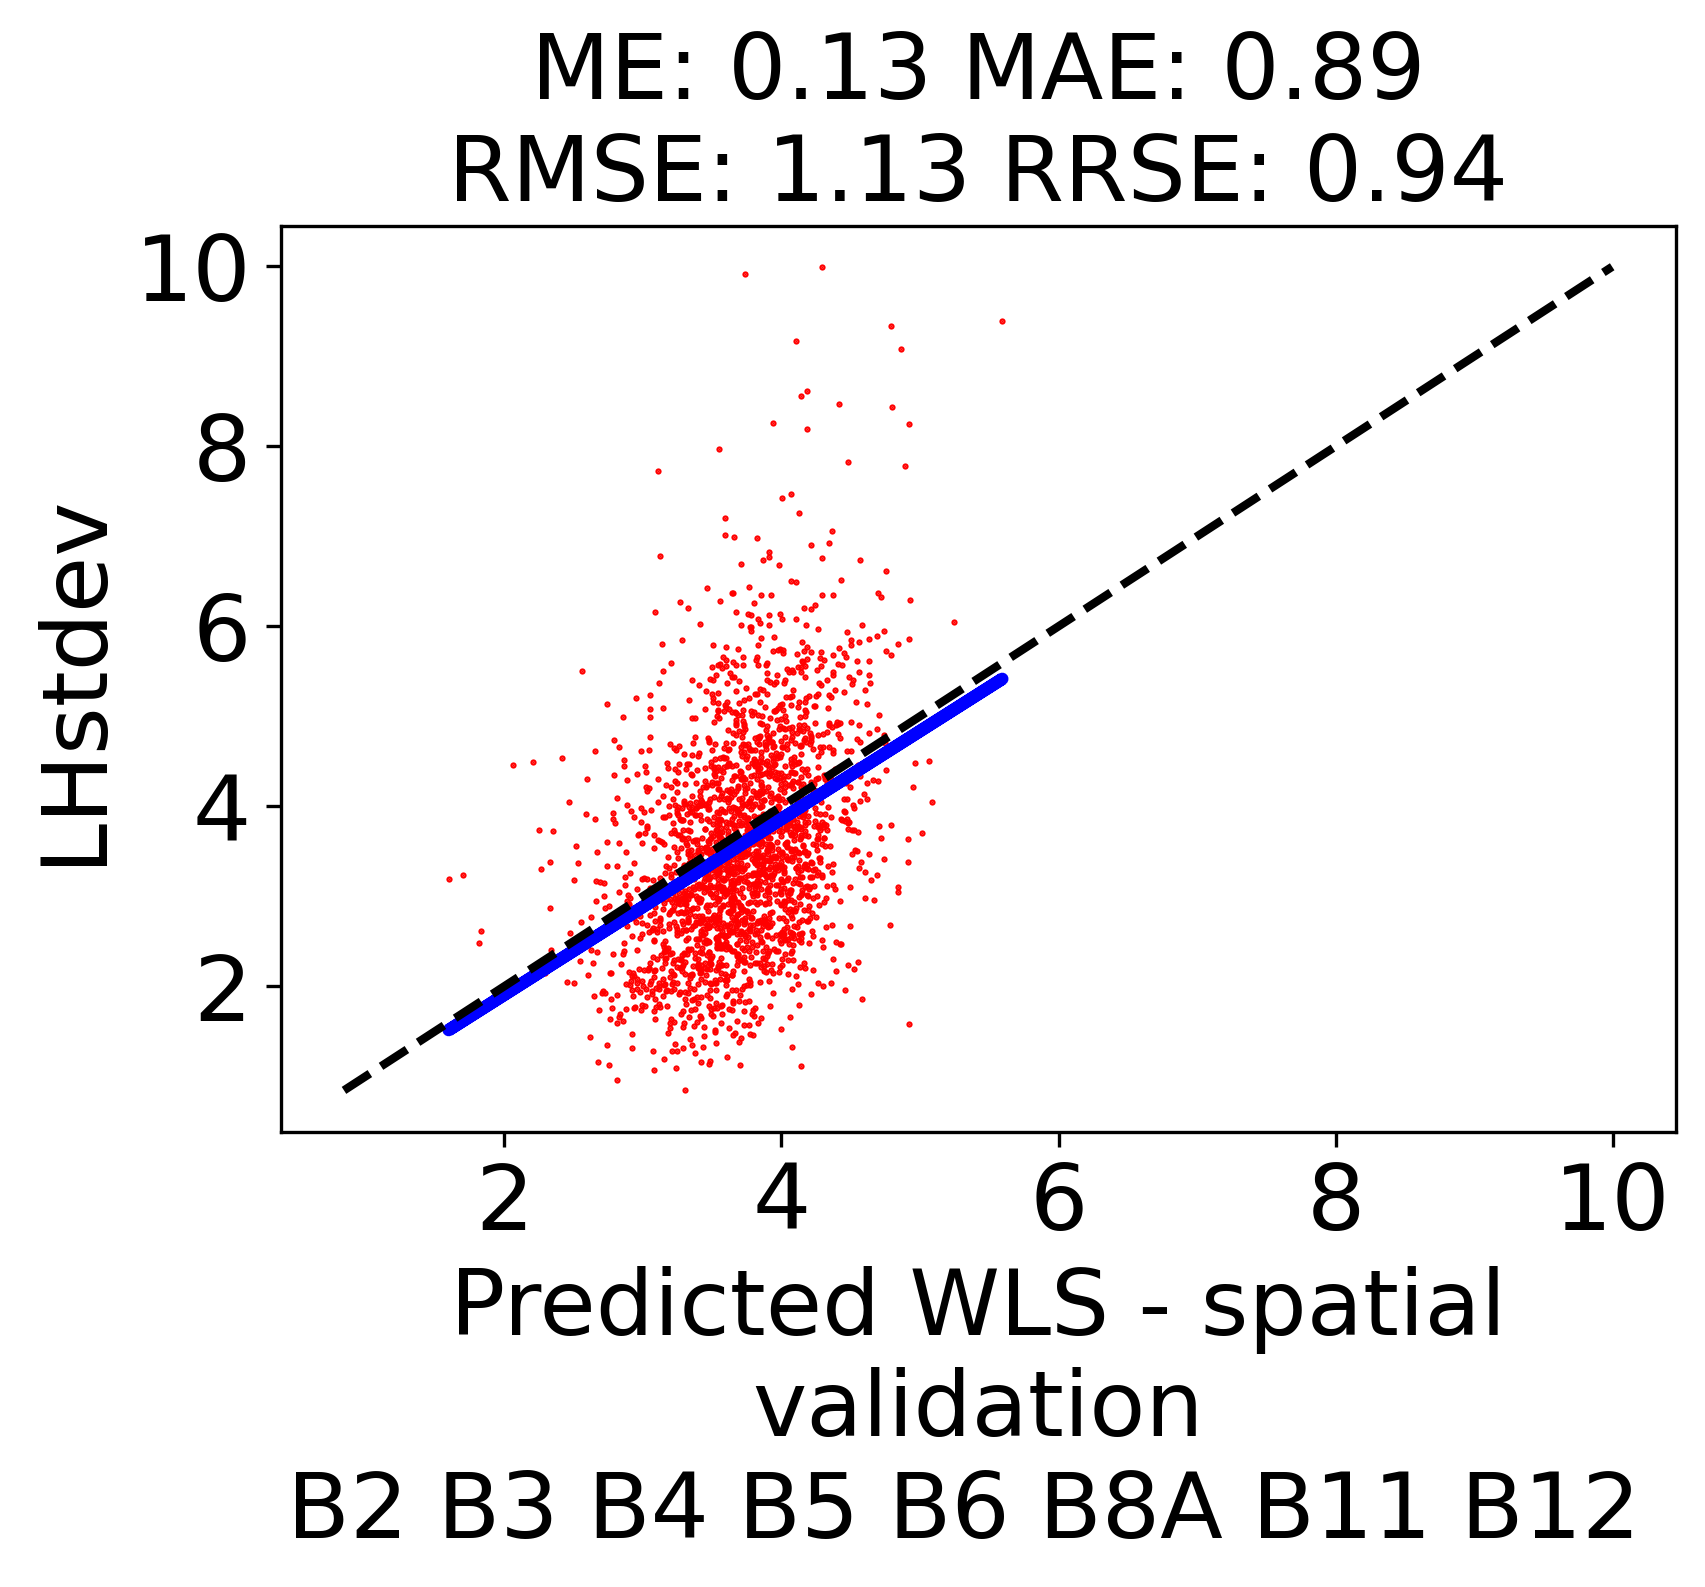 ME: 0.13 MAE: 0.89
RMSE: 1.13 RRSE: 0.94
10
8
6
4
2
LHstdev
2 4 6 8 10
Predicted WLS - spatial
validation
B2 B3 B4 B5 B6 B8A B11 B12